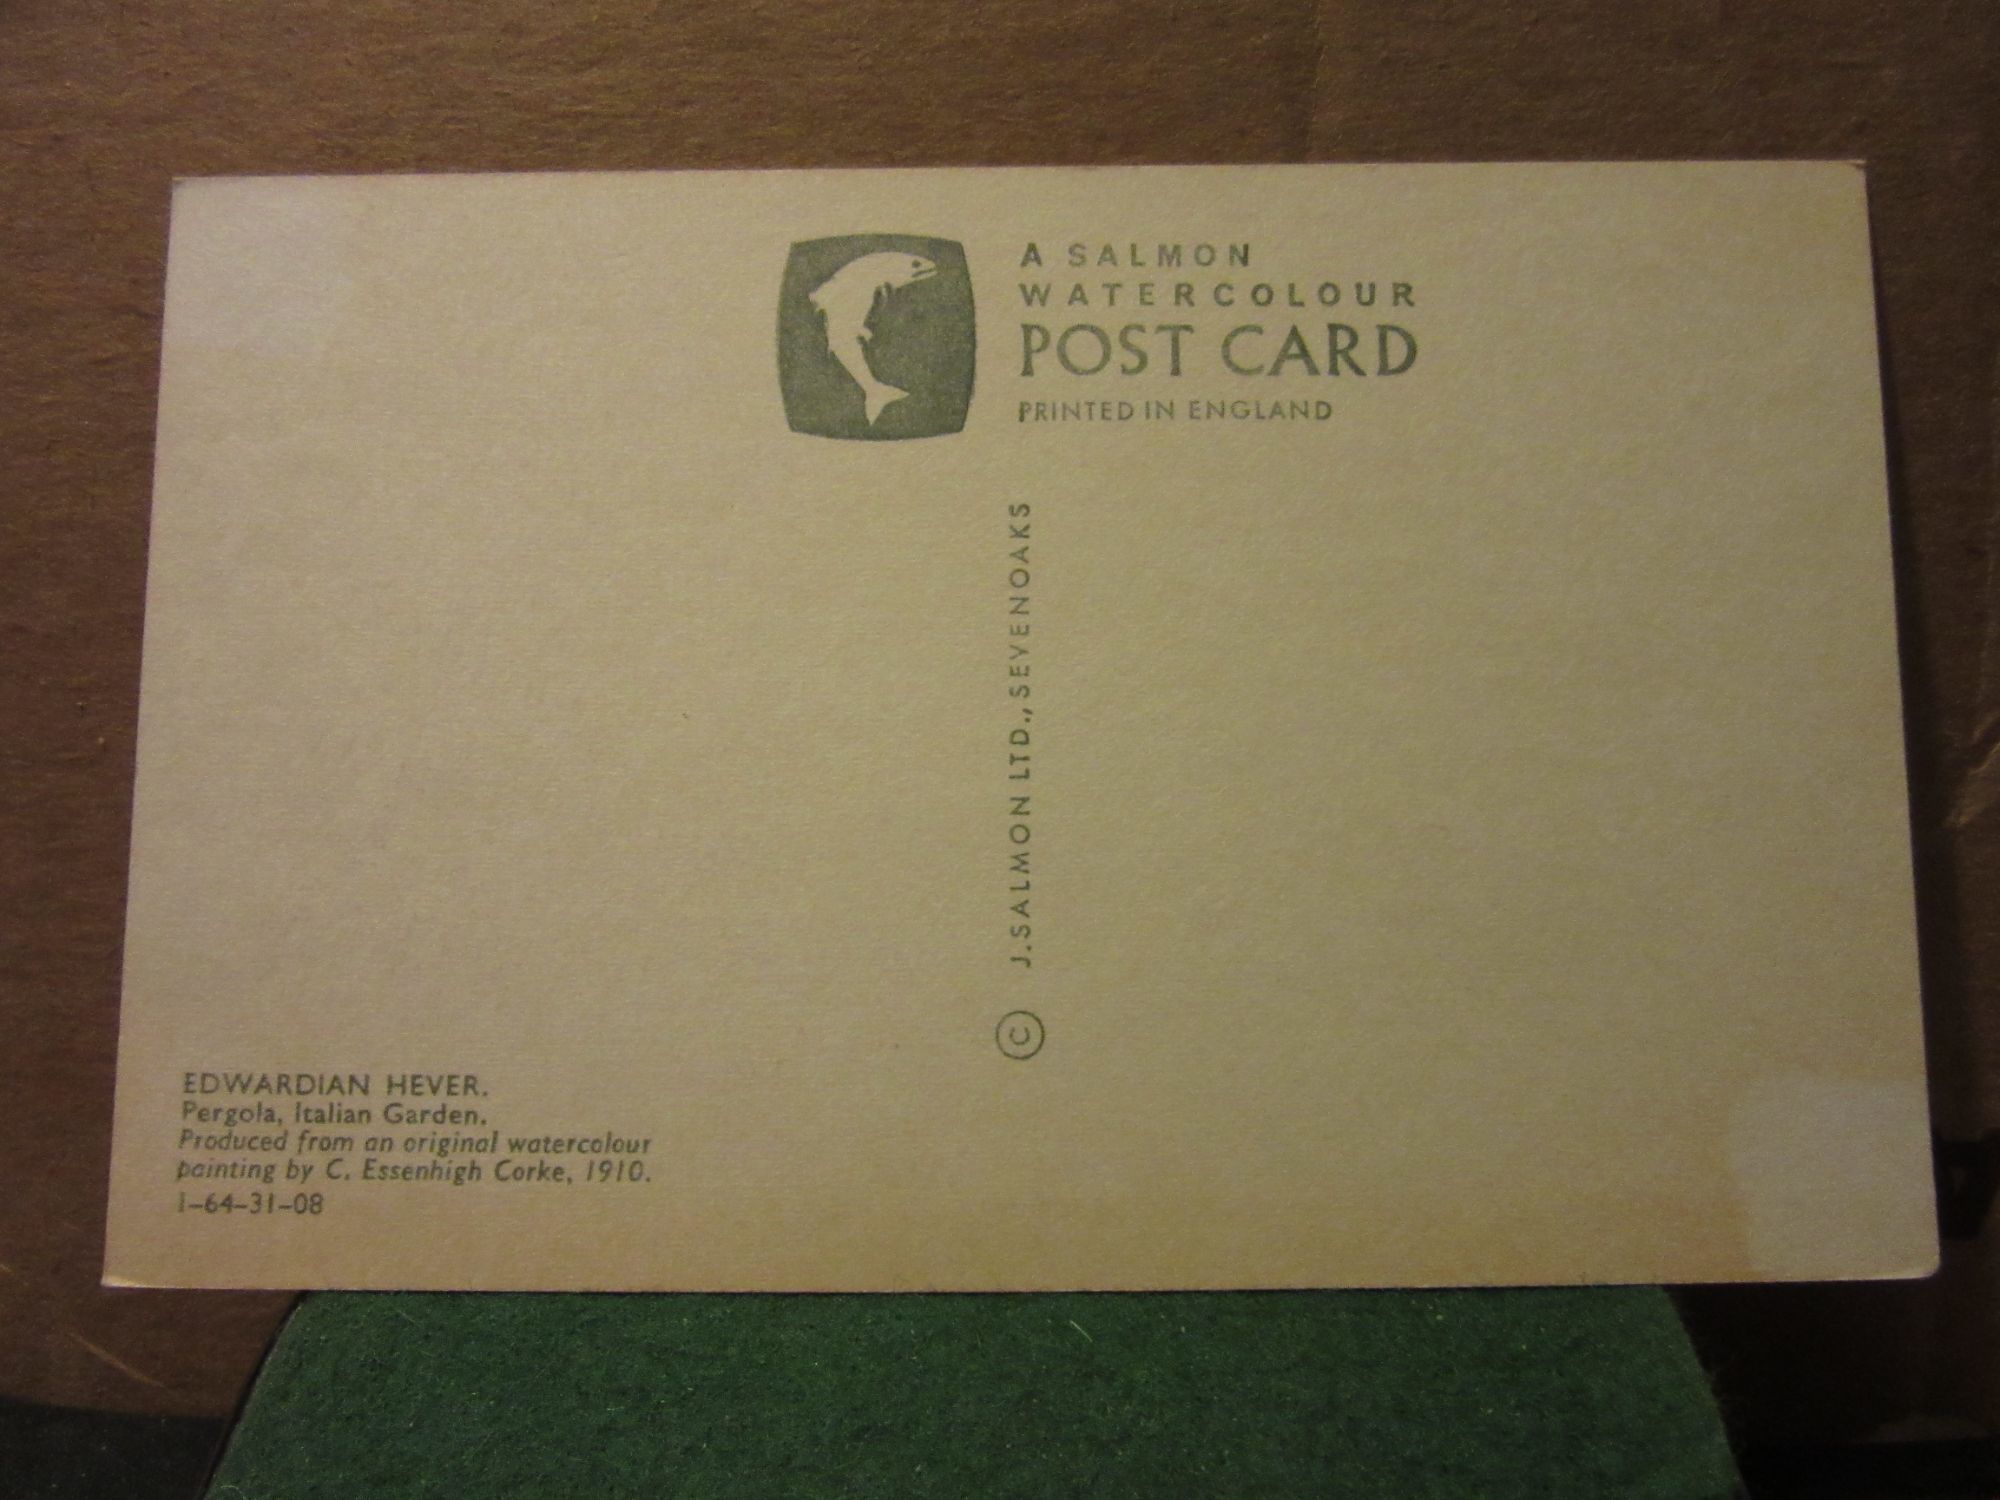 A SALMON
WATERCOLOUR
POST CARD
PRINTED IN ENGLAND
© J. SALMON LTD., SEVENOAKS
EDWARDIAN HEVER.
Pergola, Italian Garden.
Produced from an original watercolour
painting by C. Essenhigh Corke, 1910.
1-64-31-08